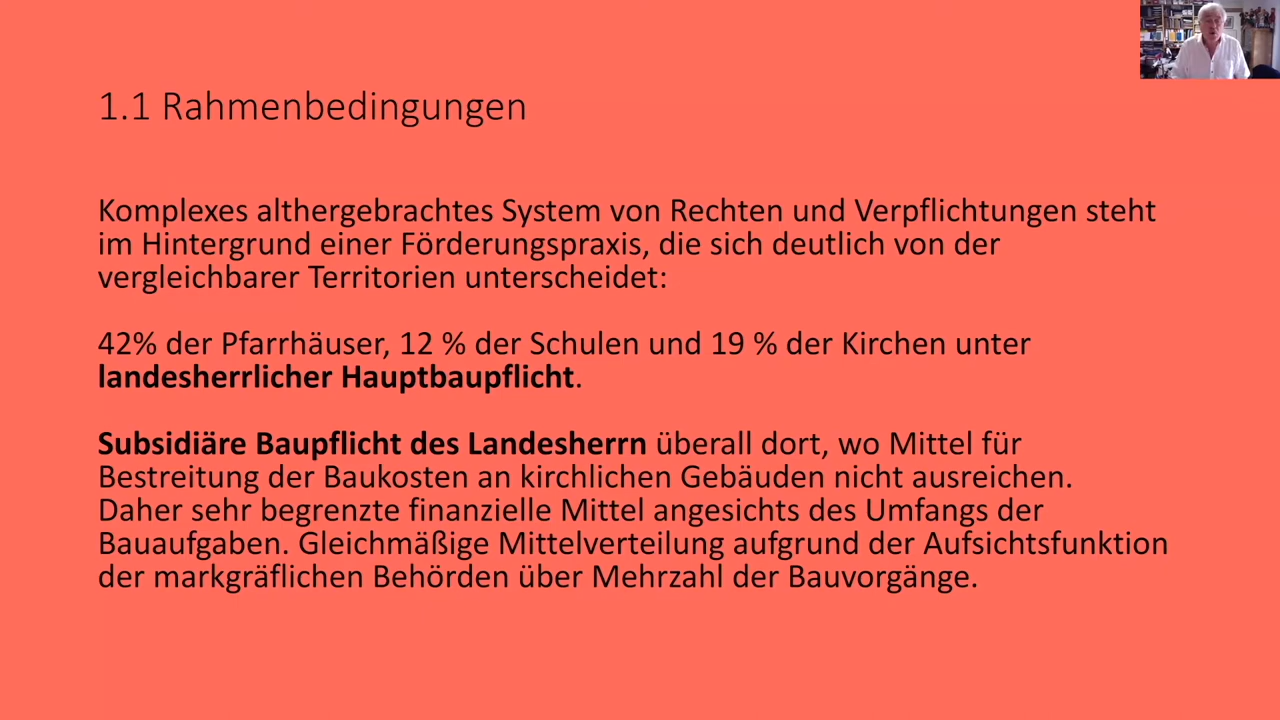 1.1 Rahmenbedingungen
Komplexes althergebrachtes System von Rechten und Verpflichtungen steht
im Hintergrund einer Förderungspraxis, die sich deutlich von der
vergleichbarer Territorien unterscheidet:
42% der Pfarrhäuser, 12 % der Schulen und 19 % der Kirchen unter
landesherrlicher Hauptbaupflicht.
Subsidiäre Baupflicht des Landesherrn überall dort, wo Mittel für
Bestreitung der Baukosten an kirchlichen Gebäuden nicht ausreichen.
Daher sehr begrenzte finanzielle Mittel angesichts des Umfangs der
Bauaufgaben. Gleichmäßige Mittelverteilung aufgrund der Aufsichtsfunktion
der markgräflichen Behörden über Mehrzahl der Bauvorgänge.